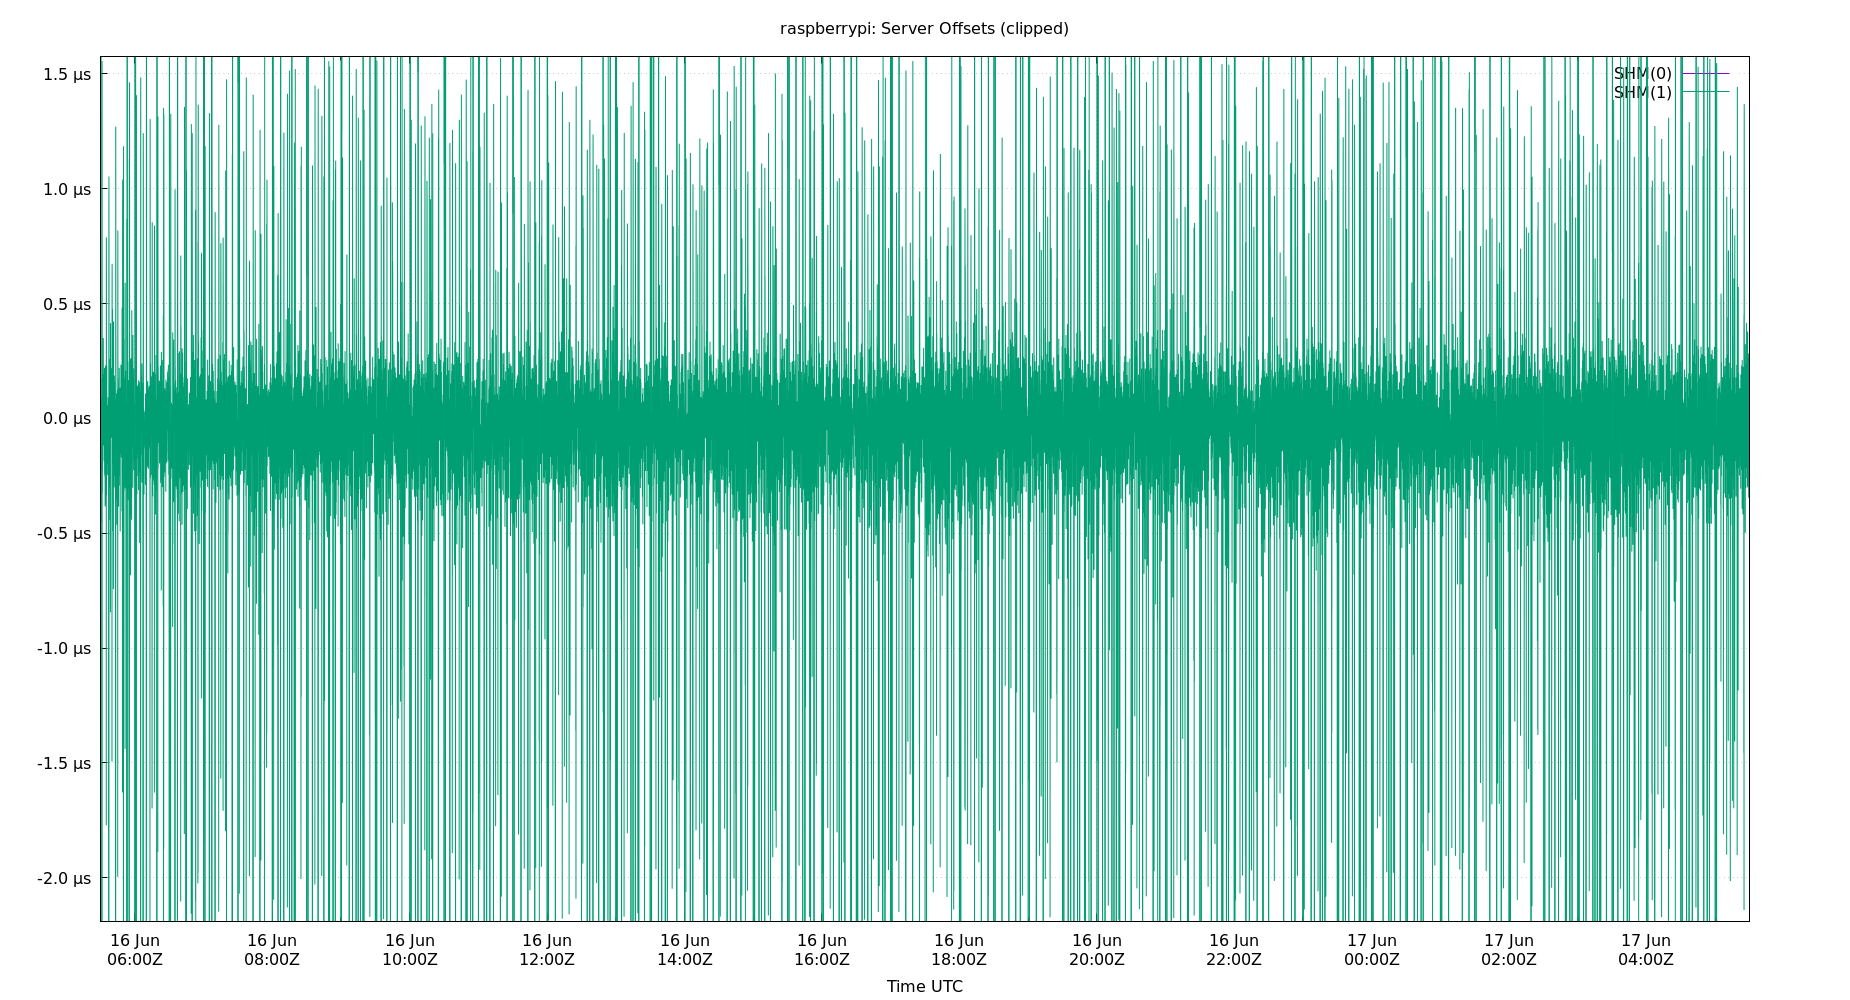 raspberrypi: Server Offsets (clipped)
SHM(0)
SHM(1)
1.5 µs
1.0 µs
0.5 µs
0.0 µs
-0.5 µs
-1.0 µs
-1.5 µs
-2.0 µs
16 Jun 16 Jun 16 Jun 16 Jun 16 Jun 16 Jun 16 Jun 16 Jun 16 Jun 17 Jun 17 Jun 17 Jun
06:00Z 08:00Z 10:00Z 12:00Z 14:00Z 16:00Z 18:00Z 20:00Z 22:00Z 00:00Z 02:00Z 04:00Z
Time UTC